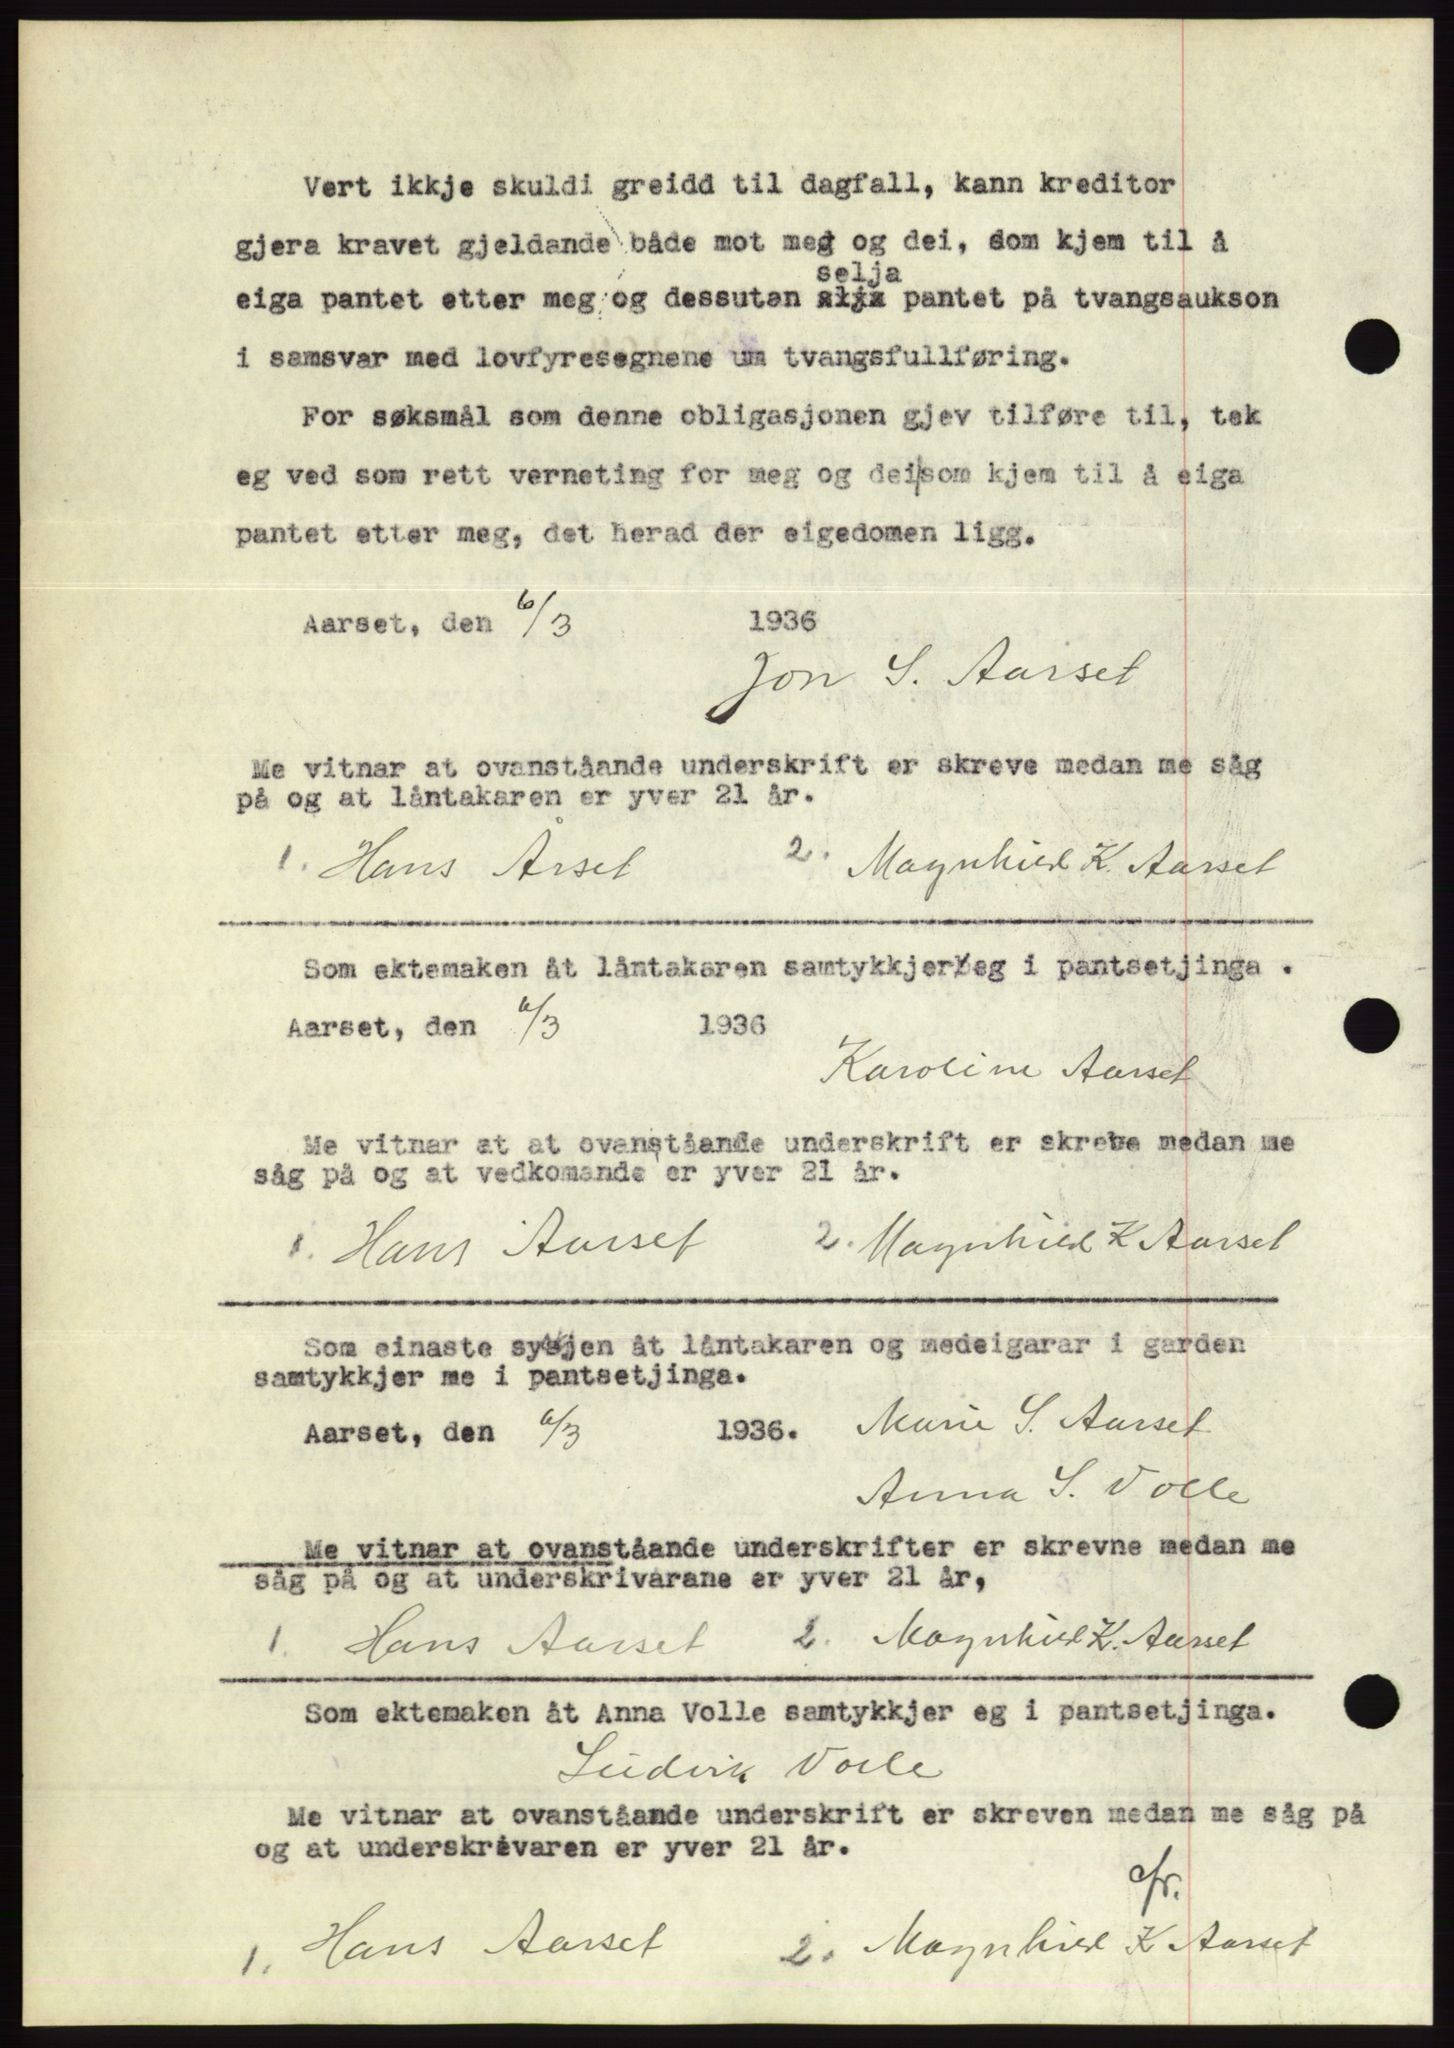 Vert ikkje skuldi greidd til dagfall, kann kreditor
gjera kravet gjeldande både mot meg og dei, som kjem til å
selja
eiga pantet etter meg og dessutan pantet på tvangsaukson
i samsvar med lovfyresegnene um tvangsfullføring.
For søksmål som denne obligasjonen gjev tilføre til, tek
eg ved som rett verneting for meg og dei som kjem til å eiga
pantet etter meg, det herad der eigedomen ligg.
Aarset, den 6/3 1936
Jon S. Aarset
Me vitnar at ovanståande underskrift er skreve medan me såg
på og at låntakaren er yver 21 år.
1. Hans Årset 2. Magnhild K. Aarset
Som ektemaken åt låntakaren samtykkjer eg i pantsetjinga .
Aarset, den 6/3 1936
Karoline Aarset
Me vitnar at at ovanståande underskrift er skreve medan me
såg på og at vedkomande er yver 21 år.
1. Hans Aarset 2. Magnhild K Aarset
Som einaste syskjen åt låntakaren og medeigarar i garden
samtykkjer me i pantsetjinga.
Aarset, den 6/3 1936. Marie S. Aarset
Anna S. Volle
Me vitnar at ovanståande underskrifter er skrevne medan me
såg på og at underskrivarane er yver 21 år,
1. Hans Aarset 2. Magnhild K. Aarset
Som ektemaken åt Anna Volle samtykkjer eg i pantsetjinga.
Ludvik Volle
Me vitnar at ovanståande underskrift er skreven medan me såg på
og at underskrivaren er yver 21 år.
cfr.
1. Hans Aarset 2. Magnhild K Aarset